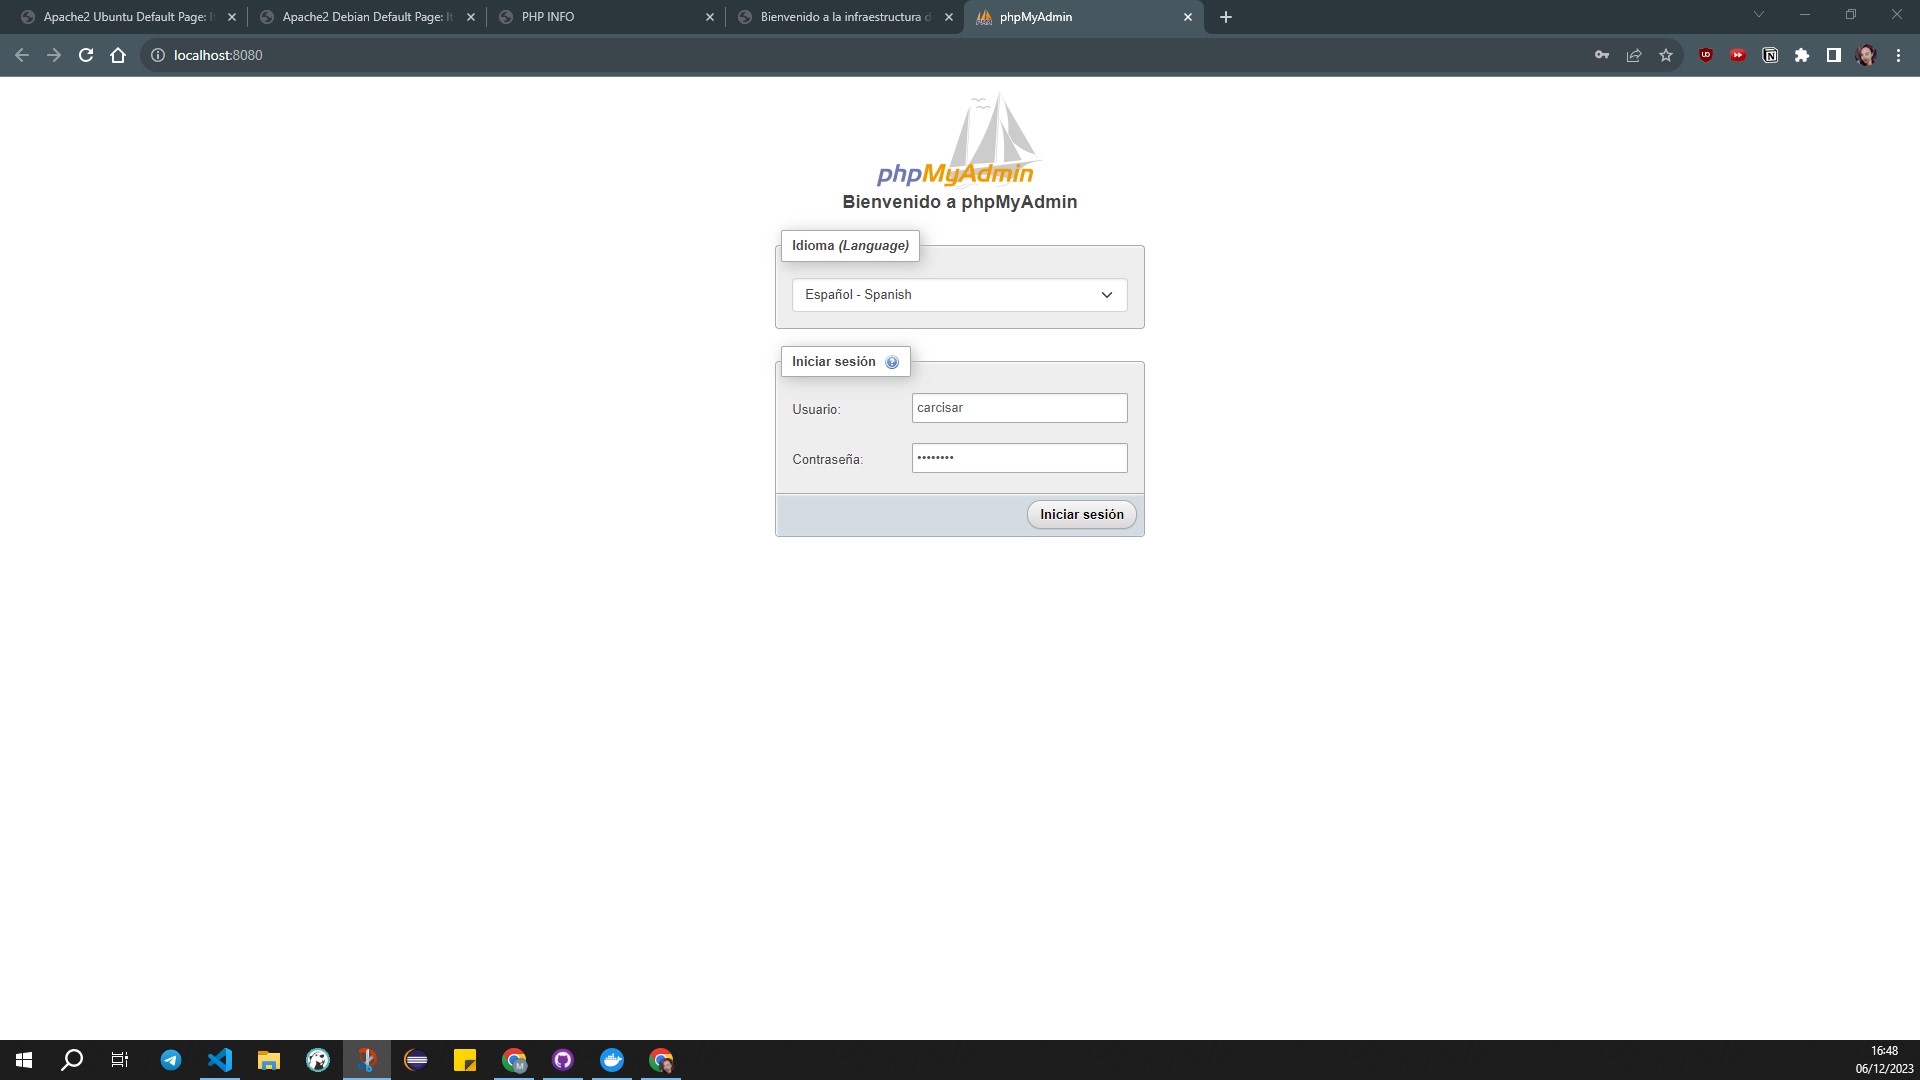 Apache2 Ubuntu Default Page: I
Apache2 Debian Default Page: It
PHP INFO
Bienvenido a la infraestructura d
phpMyAdmin
localhost:8080
phpMyAdmin
Bienvenido a phpMyAdmin
Idioma (Language)
Español - Spanish
Iniciar sesión
Usuario:
carcisar
Contraseña:
••••••••
Iniciar sesión
16:48
06/12/2023